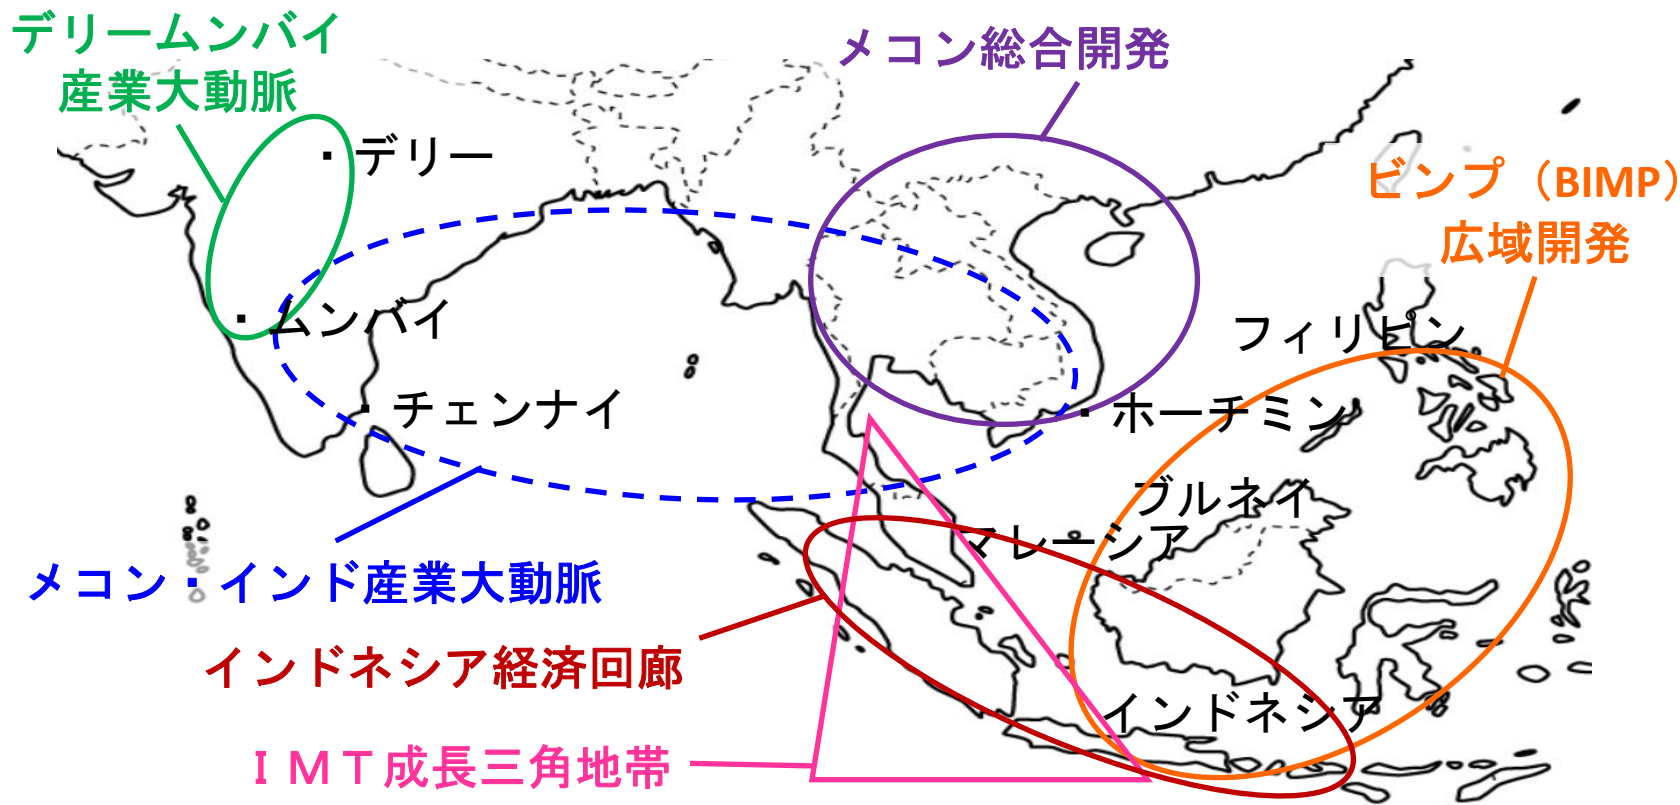 デリームンバイ
産業大動脈
メコン総合開発
・デリー
ビンプ（BIMP）
広域開発
・ムンバイ
フィリピン
・チェンナイ
・ホーチミン
ブルネイ
マレーシア
メコン・インド産業大動脈
インドネシア経済回廊
インドネシア
ＩＭＴ成長三角地帯